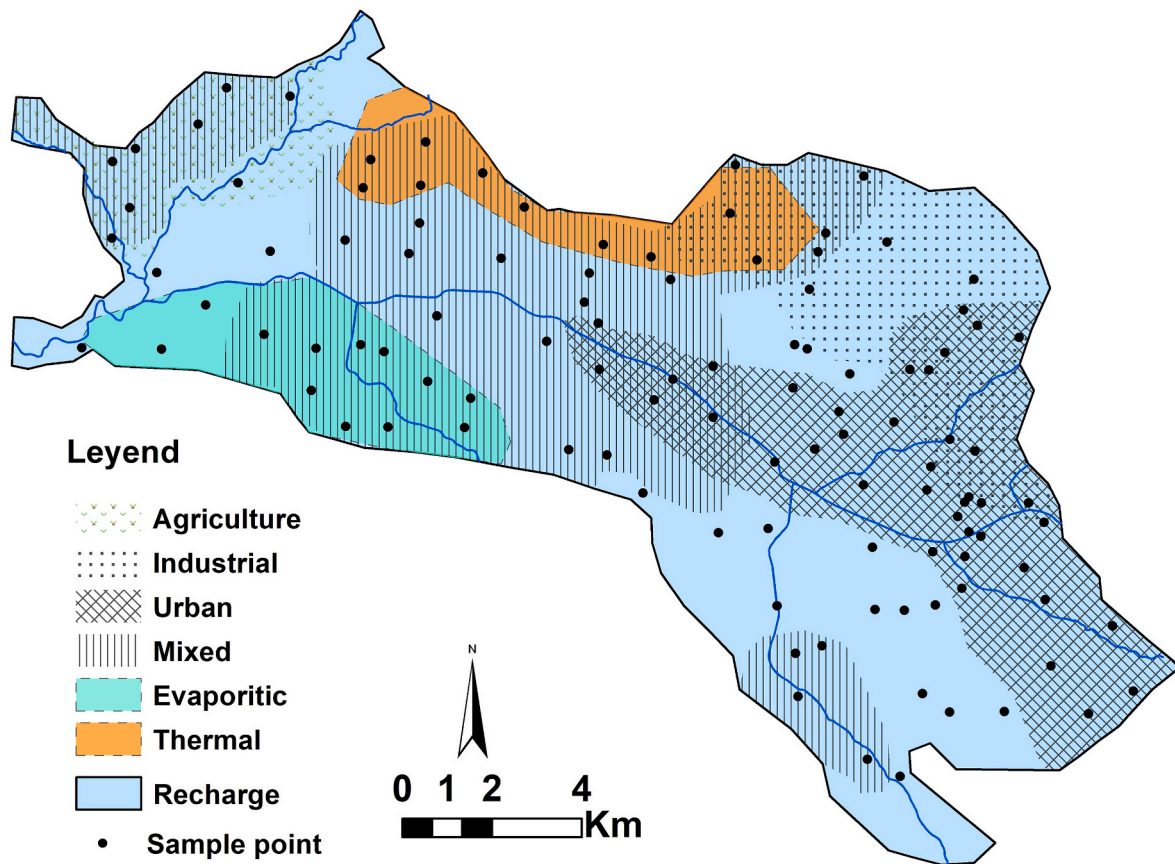 Leyend
Agriculture
Industrial
Urban
Mixed
Evaporitic
Thermal
Recharge
Sample point
N
0 1 2 4
Km